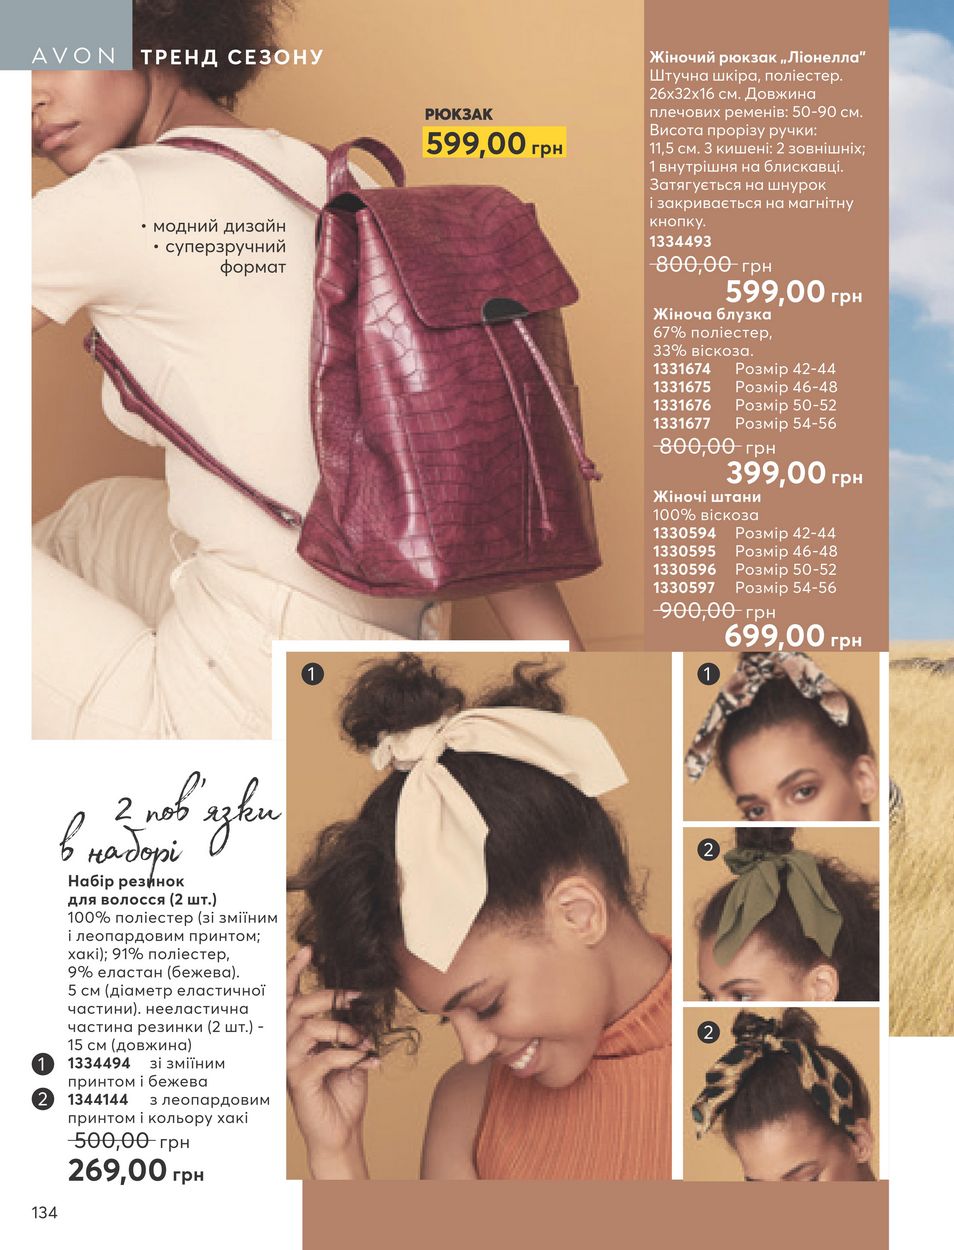 AVON ТРЕНД СЕЗОНУ
РЮКЗАК
599,00 грн
• модний дизайн
• суперзручний
формат
Жіночий рюкзак „Ліонелла"
Штучна шкіра, поліестер.
26х32х16 см. Довжина
плечових ременів: 50-90 см.
Висота прорізу ручки:
11,5 см. 3 кишені: 2 зовнішніх;
1 внутрішня на блискавці.
Затягується на шнурок
і закривається на магнітну
кнопку.
1334493
800,00 грн
599,00 грн
Жіноча блузка
67% поліестер,
33% віскоза.
1331674 Розмір 42-44
1331675 Розмір 46-48
1331676 Розмір 50-52
1331677 Розмір 54-56
800,00 грн
399,00 грн
Жіночі штани
100% віскоза
1330594 Розмір 42-44
1330595 Розмір 46-48
1330596 Розмір 50-52
1330597 Розмір 54-56
900,00 грн
699,00 грн
1
1
2
2
2 пов'язки
в наборі
Набір резинок
для волосся (2 шт.)
100% поліестер (зі зміїним
і леопардовим принтом;
хакі); 91% поліестер,
9% еластан (бежева).
5 см (діаметр еластичної
частини). нееластична
частина резинки (2 шт.) -
15 см (довжина)
1 1334494 зі зміїним
принтом і бежева
2 1344144 з леопардовим
принтом і кольору хакі
500,00 грн
269,00 грн
134